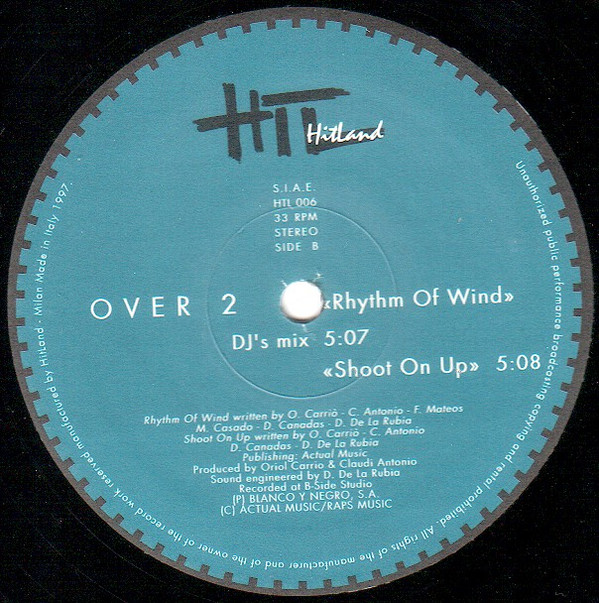 HTL
HitLand
S.I.A.E.
HTL 006
33 RPM
STEREO
SIDE B
OVER 2 «Rhythm Of Wind»
DJ's mix 5:07
«Shoot On Up» 5:08
Rhythm Of Wind written by O. Carriò - C. Antonio - F. Mateos
M. Casado - D. Canadas - D. De La Rubia
Shoot On Up written by O. Carriò - C. Antonio
D. Canadas - D. De La Rubia
Publishing: Actual Music
Produced by Oriol Carrio & Claudi Antonio
Sound engineered by D. De La Rubia
Recorded at B-Side Studio
(P) BLANCO Y NEGRO, S.A.
(C) ACTUAL MUSIC/RAPS MUSIC
Unauthorized public performance broadcasting copying and rental prohibited. All rights of the manufacturer and of the owner of the record work reserved manufactured by HitLand - Milan Made in Italy 1997.